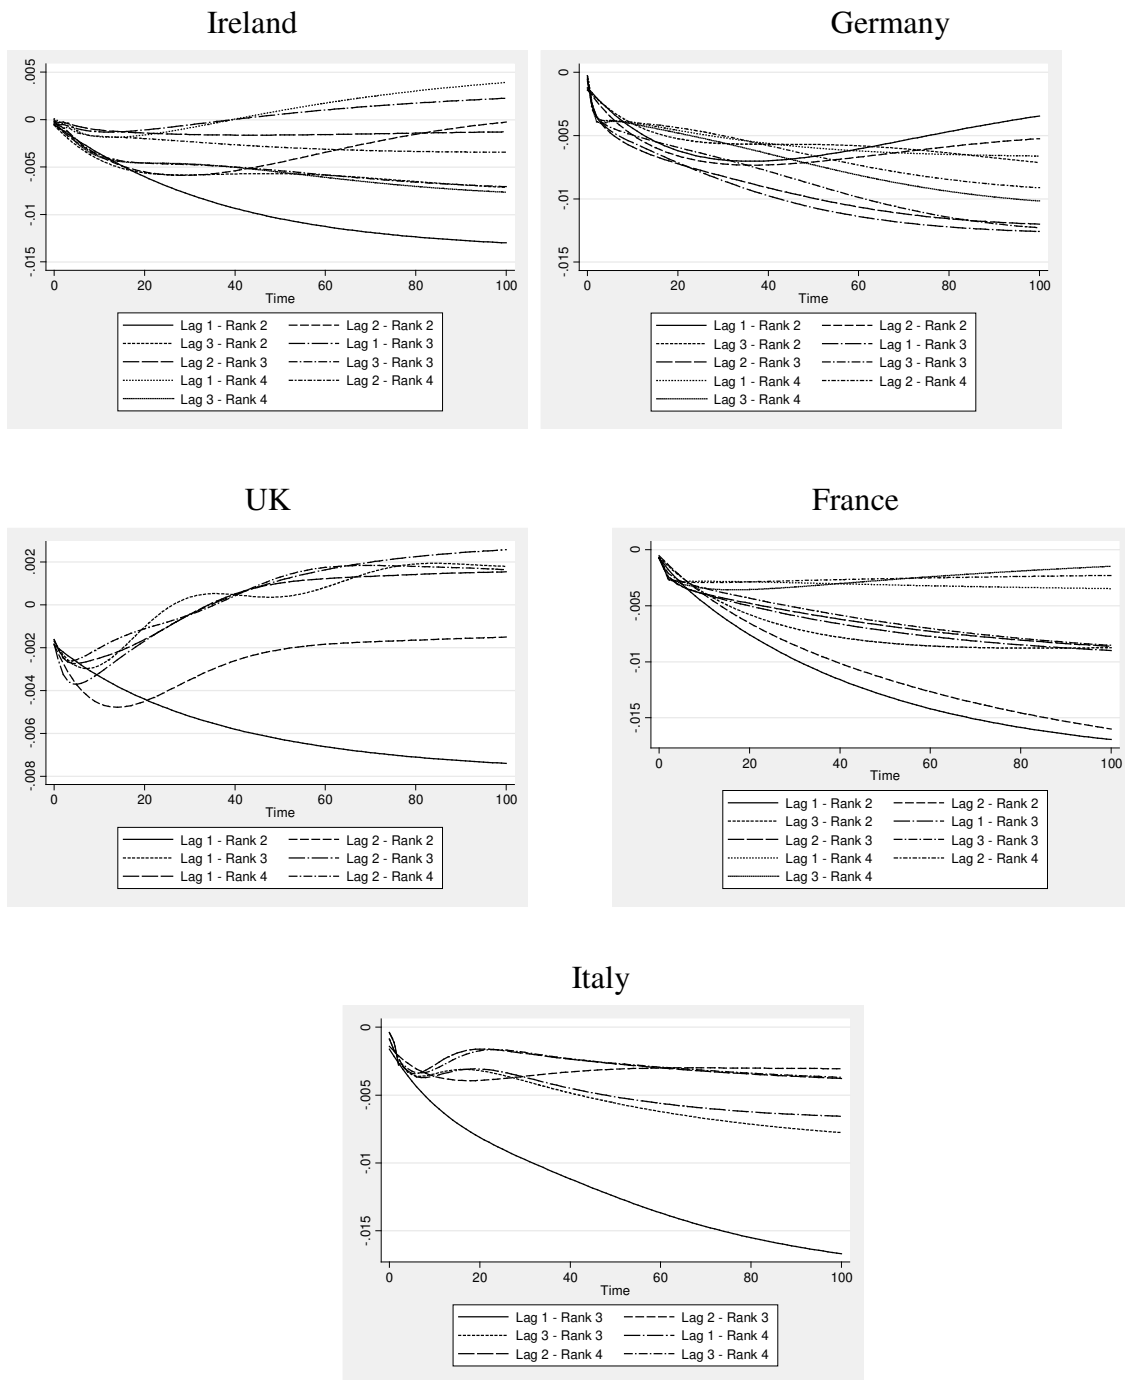 Ireland
Germany
.005
0
-.005
-.01
-.015
0 20 40 60 80 100
Time
Lag 1 - Rank 2 Lag 2 - Rank 2
Lag 3 - Rank 2 Lag 1 - Rank 3
Lag 2 - Rank 3 Lag 3 - Rank 3
Lag 1 - Rank 4 Lag 2 - Rank 4
Lag 3 - Rank 4
0
-.005
-.01
-.015
0 20 40 60 80 100
Time
Lag 1 - Rank 2 Lag 2 - Rank 2
Lag 3 - Rank 2 Lag 1 - Rank 3
Lag 2 - Rank 3 Lag 3 - Rank 3
Lag 1 - Rank 4 Lag 2 - Rank 4
Lag 3 - Rank 4
UK
France
.002
0
-.002
-.004
-.006
-.008
0 20 40 60 80 100
Time
Lag 1 - Rank 2 Lag 2 - Rank 2
Lag 1 - Rank 3 Lag 2 - Rank 3
Lag 1 - Rank 4 Lag 2 - Rank 4
0
-.005
-.01
-.015
0 20 40 60 80 100
Time
Lag 1 - Rank 2 Lag 2 - Rank 2
Lag 3 - Rank 2 Lag 1 - Rank 3
Lag 2 - Rank 3 Lag 3 - Rank 3
Lag 1 - Rank 4 Lag 2 - Rank 4
Lag 3 - Rank 4
Italy
0
-.005
-.01
-.015
0 20 40 60 80 100
Time
Lag 1 - Rank 3 Lag 2 - Rank 3
Lag 3 - Rank 3 Lag 1 - Rank 4
Lag 2 - Rank 4 Lag 3 - Rank 4